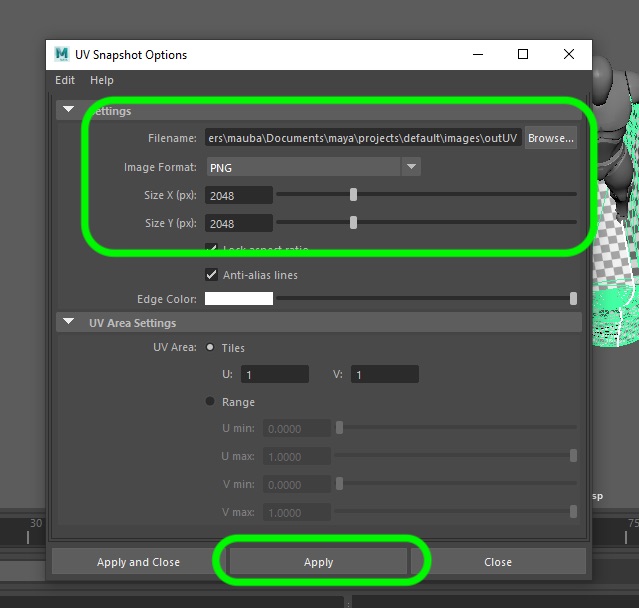 UV Snapshot Options
Edit Help
Settings
Filename: ers\mauba\Documents\maya\projects\default\images\outUV Browse...
Image Format: PNG
Size X (px): 2048
Size Y (px): 2048
Lock aspect ratio
Anti-alias lines
Edge Color:
UV Area Settings
UV Area: Tiles
U: 1 V: 1
Range
U min: 0.0000
U max: 1.0000
V min: 0.0000
V max: 1.0000
sp
30 75
Apply and Close Apply Close